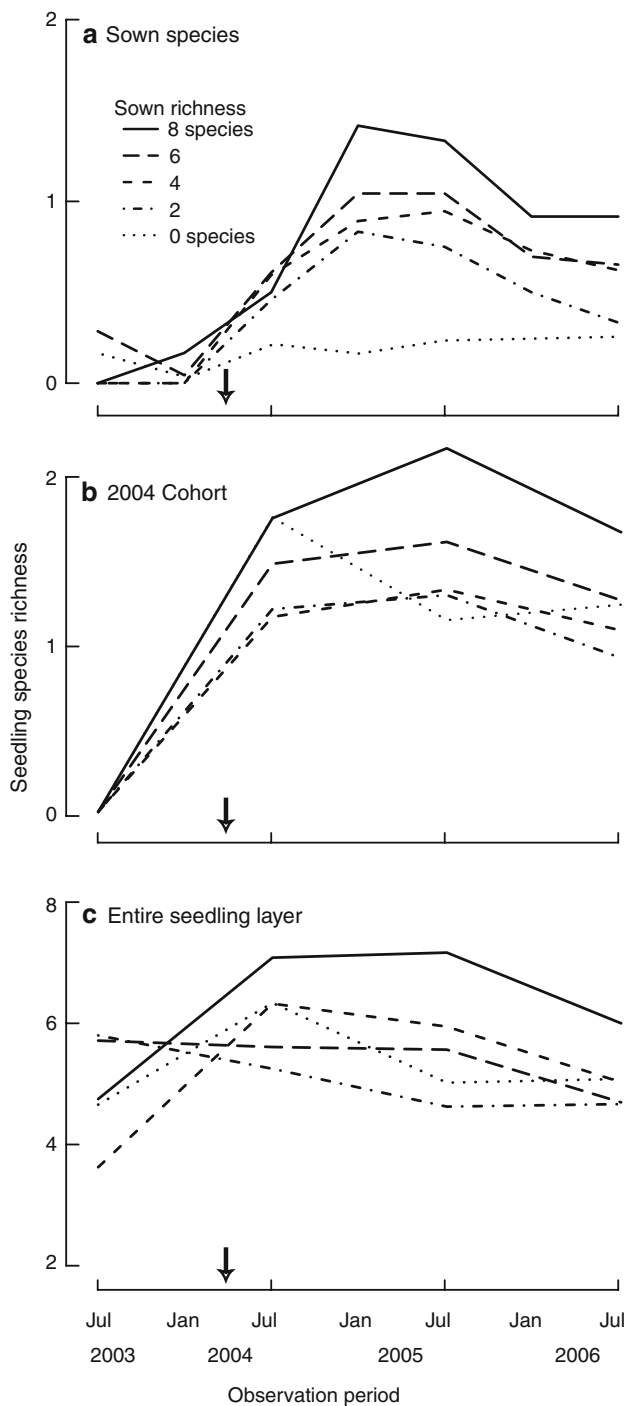 2
a Sown species
Sown richness
8 species
6
4
2
0 species
1
0
2
b 2004 Cohort
1
0
Seedling species richness
8
c Entire seedling layer
6
4
2
Jul Jan Jul Jan Jul Jan Jul
2003 2004 2005 2006
Observation period